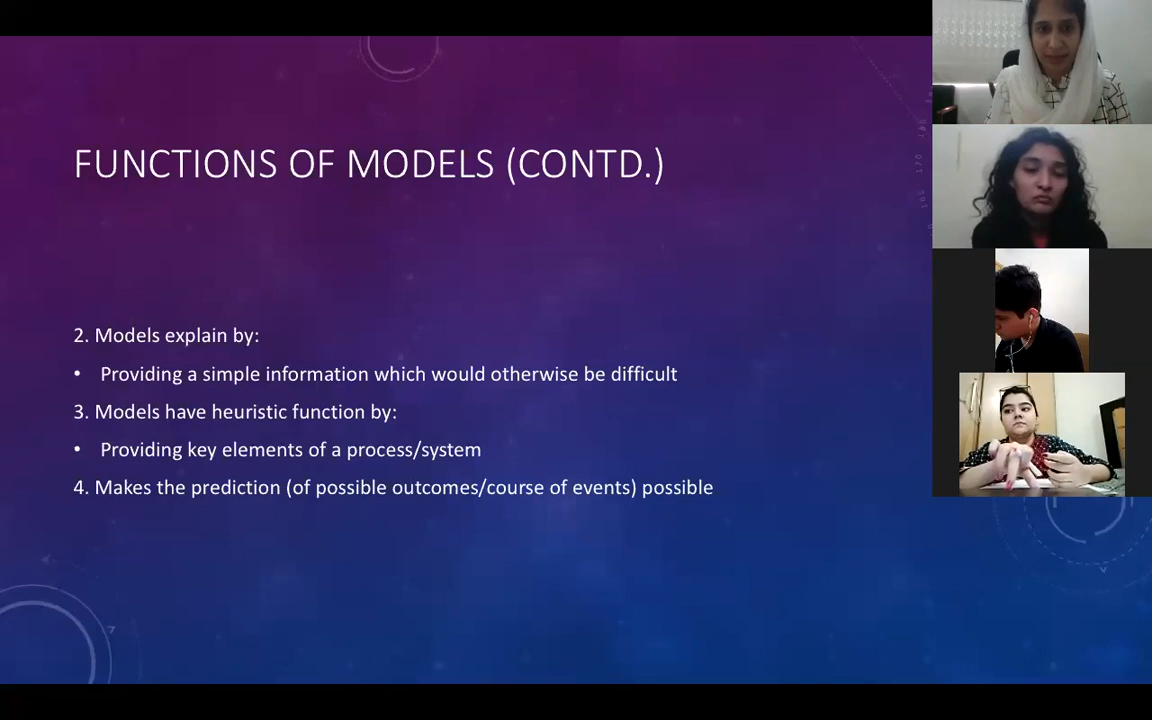 FUNCTIONS OF MODELS (CONTD.)
2. Models explain by:
• Providing a simple information which would otherwise be difficult
3. Models have heuristic function by:
• Providing key elements of a process/system
4. Makes the prediction (of possible outcomes/course of events) possible